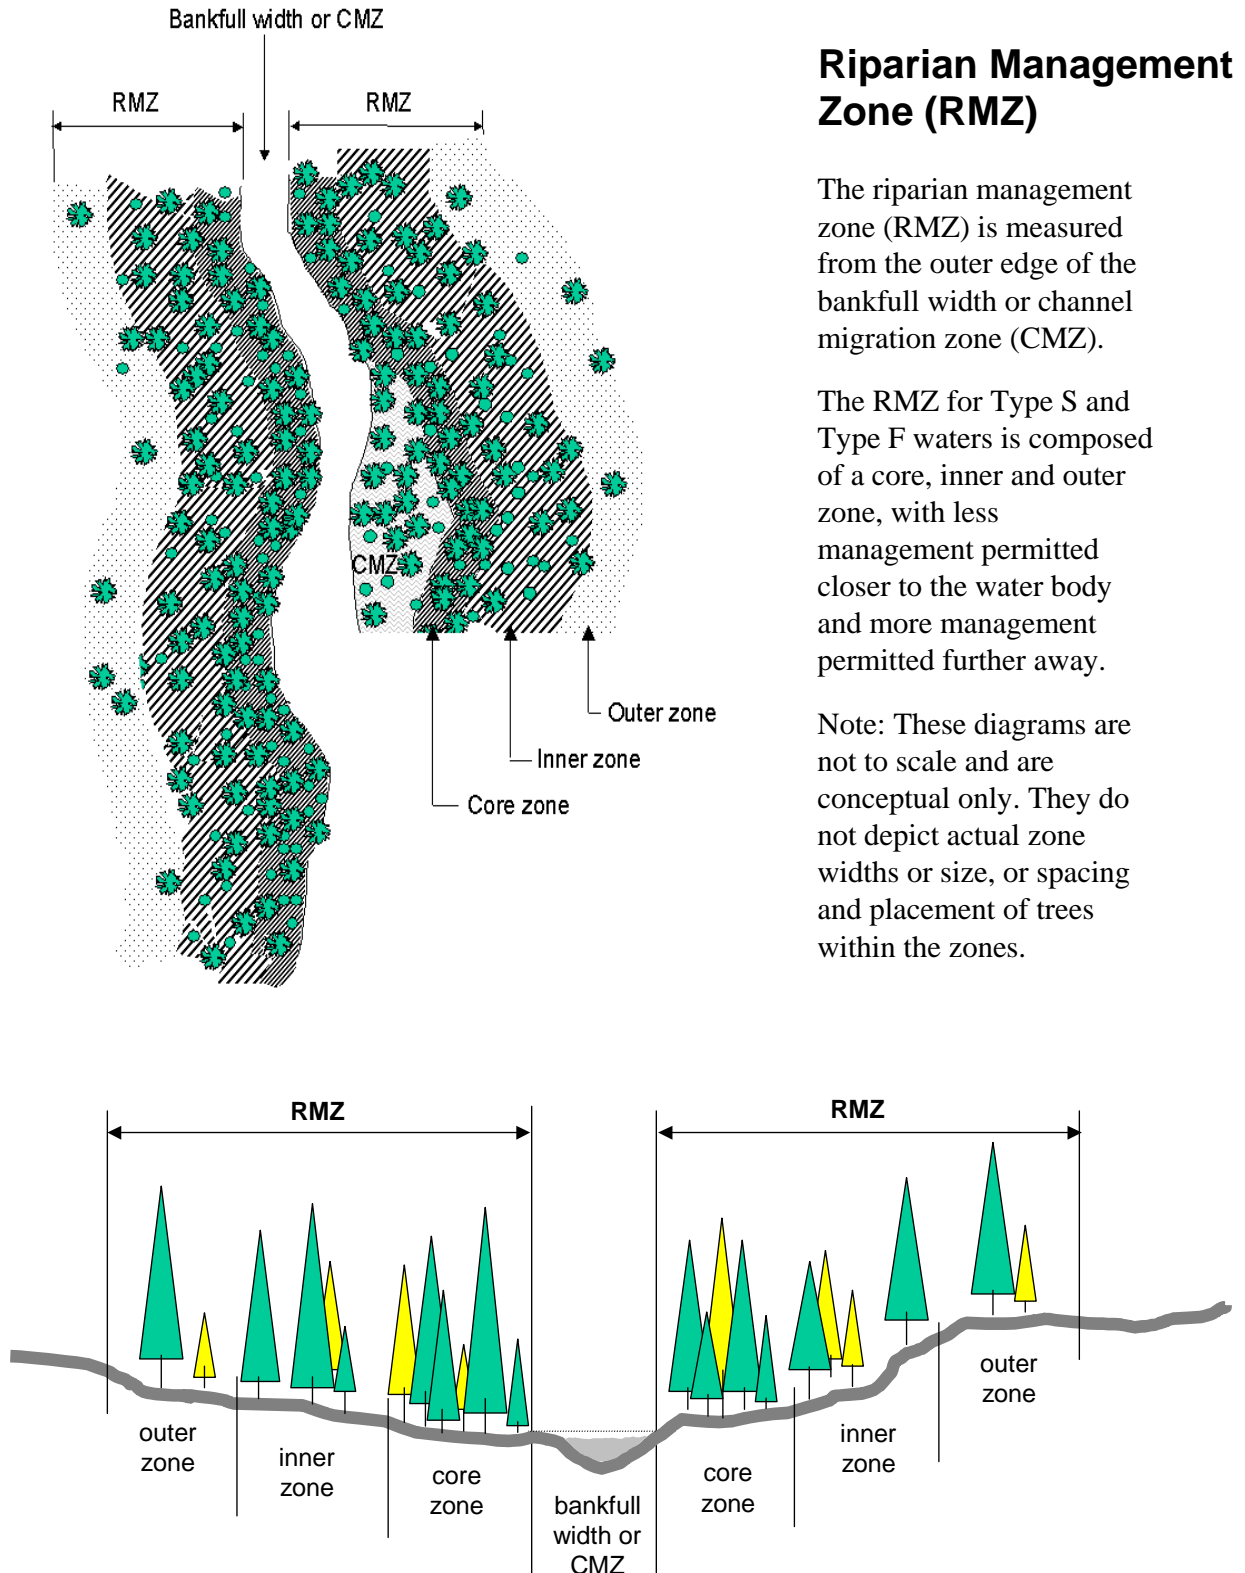 Bankfull width or CMZ
RMZ
RMZ
CMZ
Outer zone
Inner zone
Core zone
Riparian Management
Zone (RMZ)
The riparian management
zone (RMZ) is measured
from the outer edge of the
bankfull width or channel
migration zone (CMZ).
The RMZ for Type S and
Type F waters is composed
of a core, inner and outer
zone, with less
management permitted
closer to the water body
and more management
permitted further away.
Note: These diagrams are
not to scale and are
conceptual only. They do
not depict actual zone
widths or size, or spacing
and placement of trees
within the zones.
RMZ
RMZ
outer
zone
inner
zone
core
zone
bankfull
width or
CMZ
core
zone
inner
zone
outer
zone